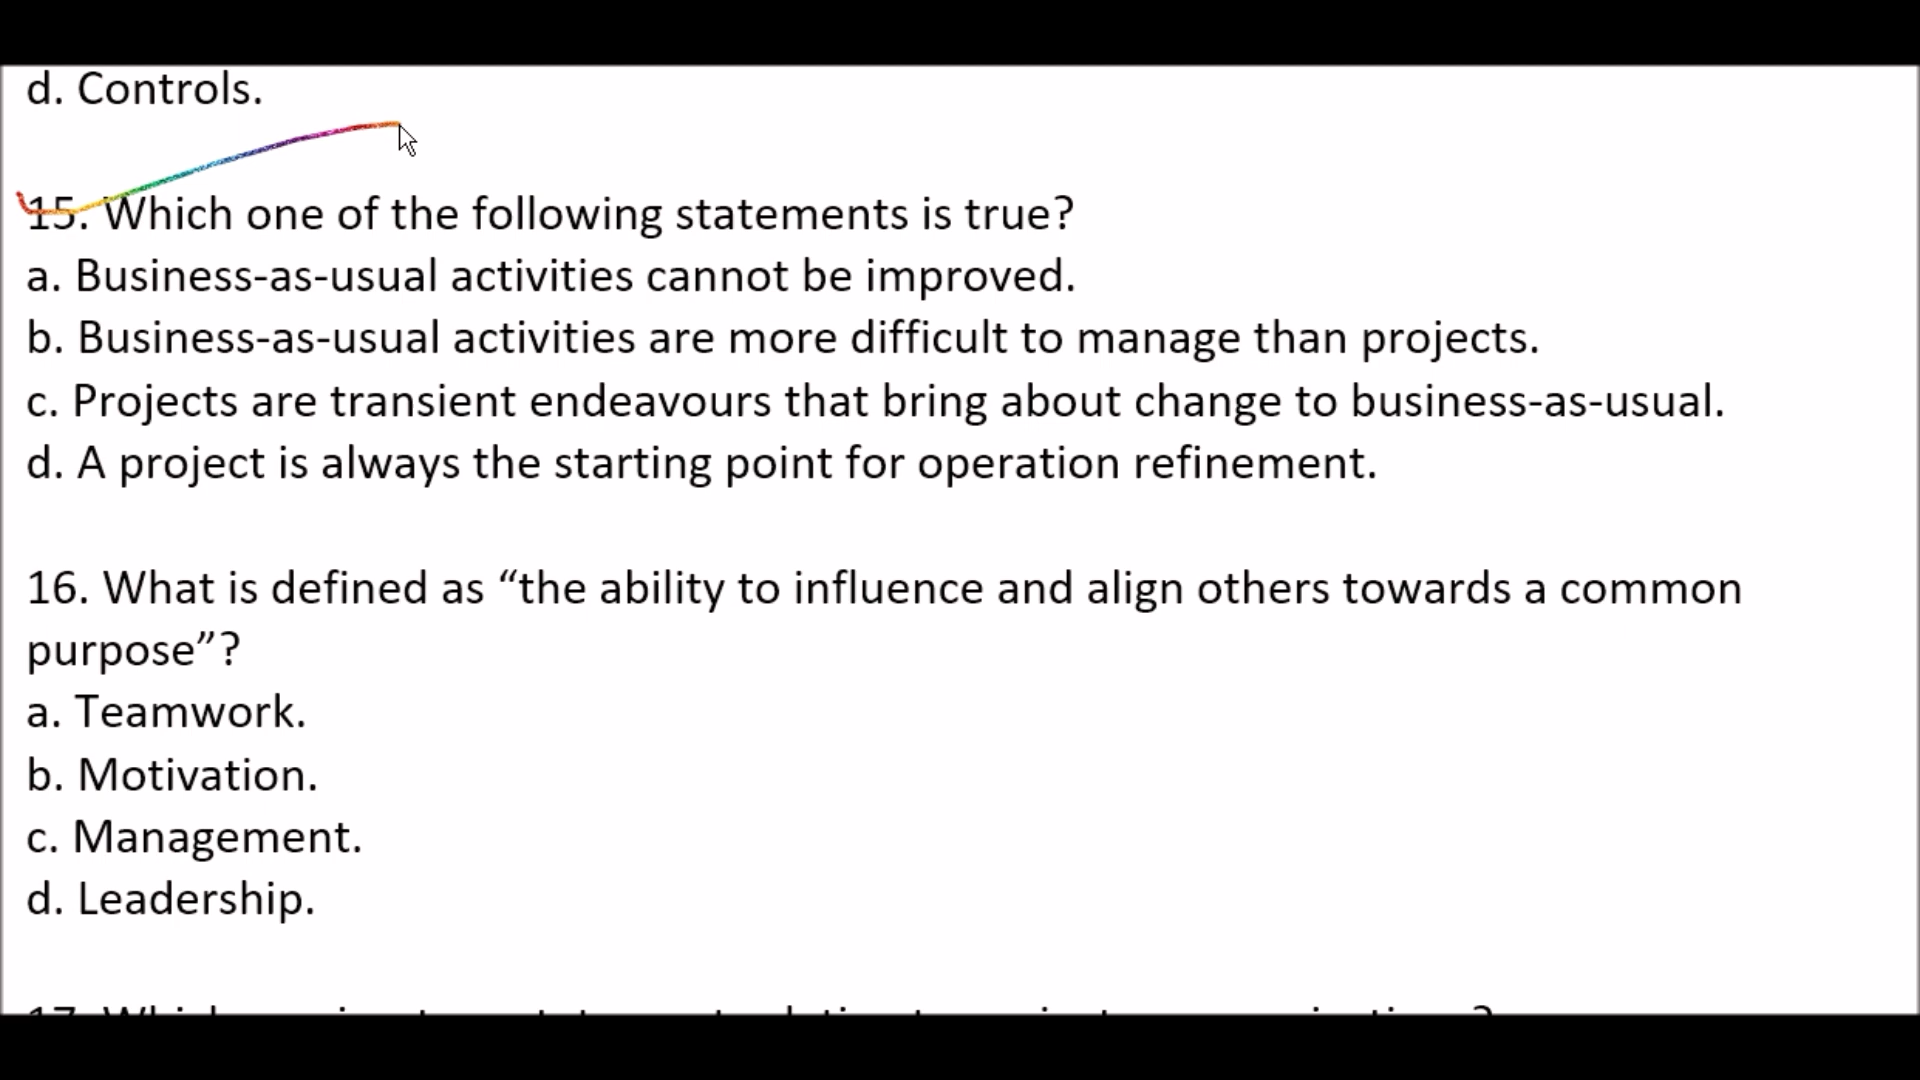 d. Controls.
15. Which one of the following statements is true?
a. Business-as-usual activities cannot be improved.
b. Business-as-usual activities are more difficult to manage than projects.
c. Projects are transient endeavours that bring about change to business-as-usual.
d. A project is always the starting point for operation refinement.
16. What is defined as “the ability to influence and align others towards a common
purpose”?
a. Teamwork.
b. Motivation.
c. Management.
d. Leadership.
17. Which